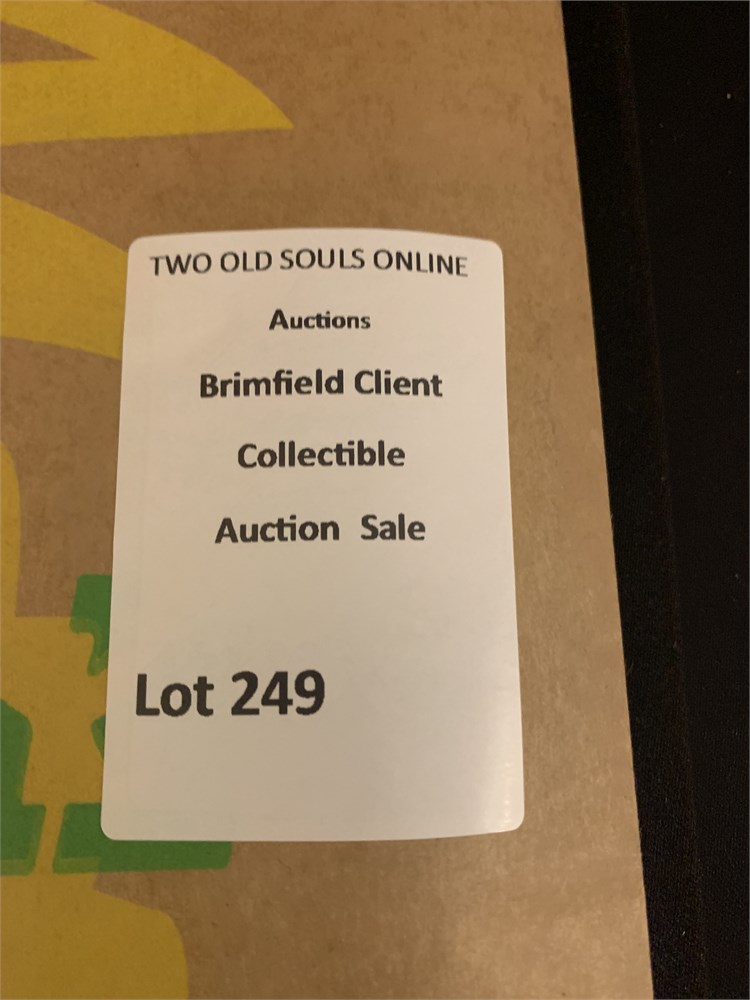 TWO OLD SOULS ONLINE
Auctions
Brimfield Client
Collectible
Auction Sale
Lot 249